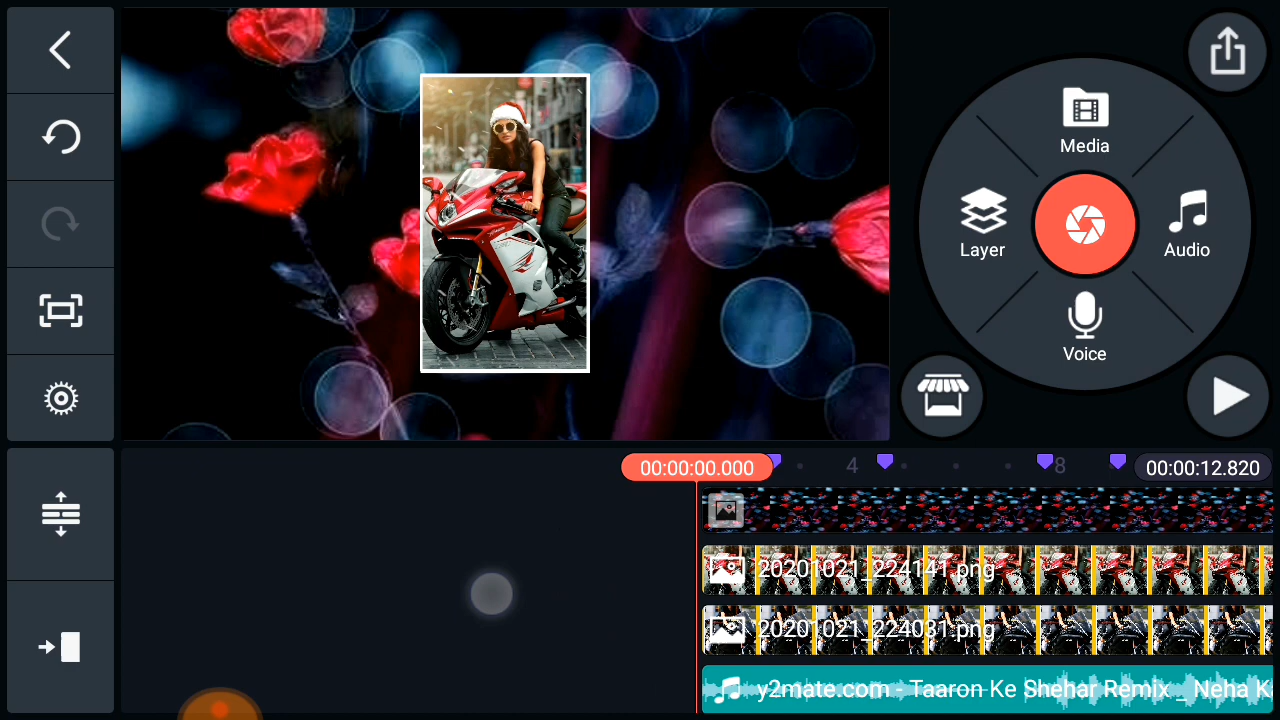 Media
Layer
Audio
Voice
00:00:00.000
4
8
00:00:12.820
20201021_224141.png
20201021_224031.png
y2mate.com - Taaron Ke Shehar Remix _ Neha K